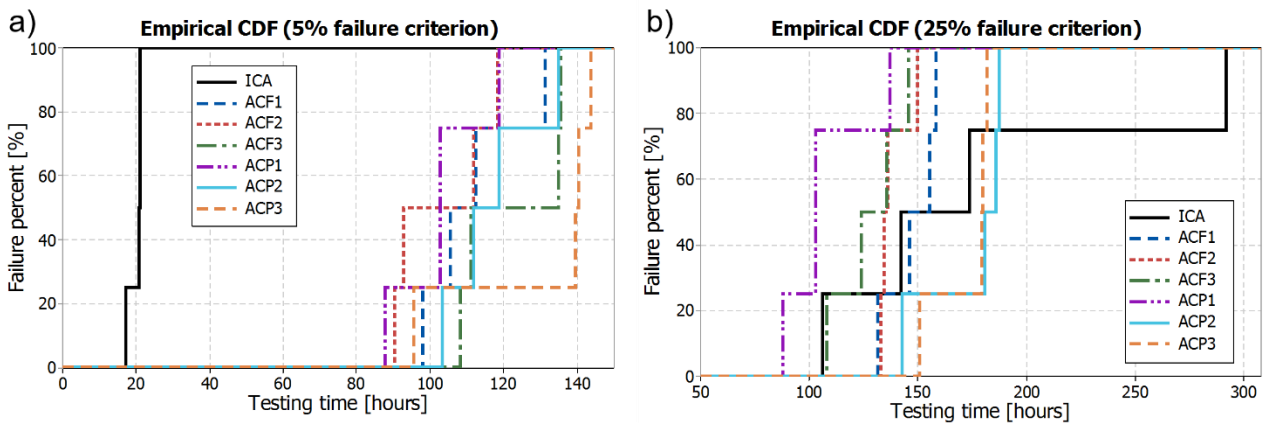 a)
Empirical CDF (5% failure criterion)
Failure percent [%]
100
80
60
40
20
0
ICA
ACF1
ACF2
ACF3
ACP1
ACP2
ACP3
0 20 40 60 80 100 120 140
Testing time [hours]
b)
Empirical CDF (25% failure criterion)
Failure percent [%]
100
80
60
40
20
0
ICA
ACF1
ACF2
ACF3
ACP1
ACP2
ACP3
50 100 150 200 250 300
Testing time [hours]